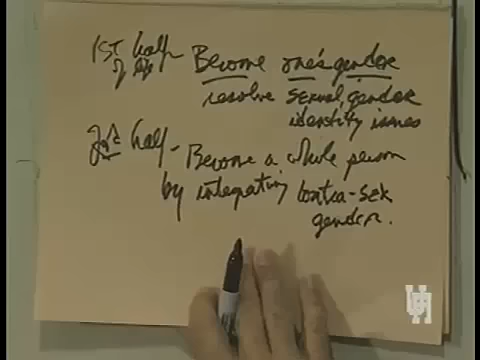 1ST half - Become one's gender
of life resolve sexual, gender
identity issues
2nd half - Become a whole person
by integrating contra-sex
gender.
UH